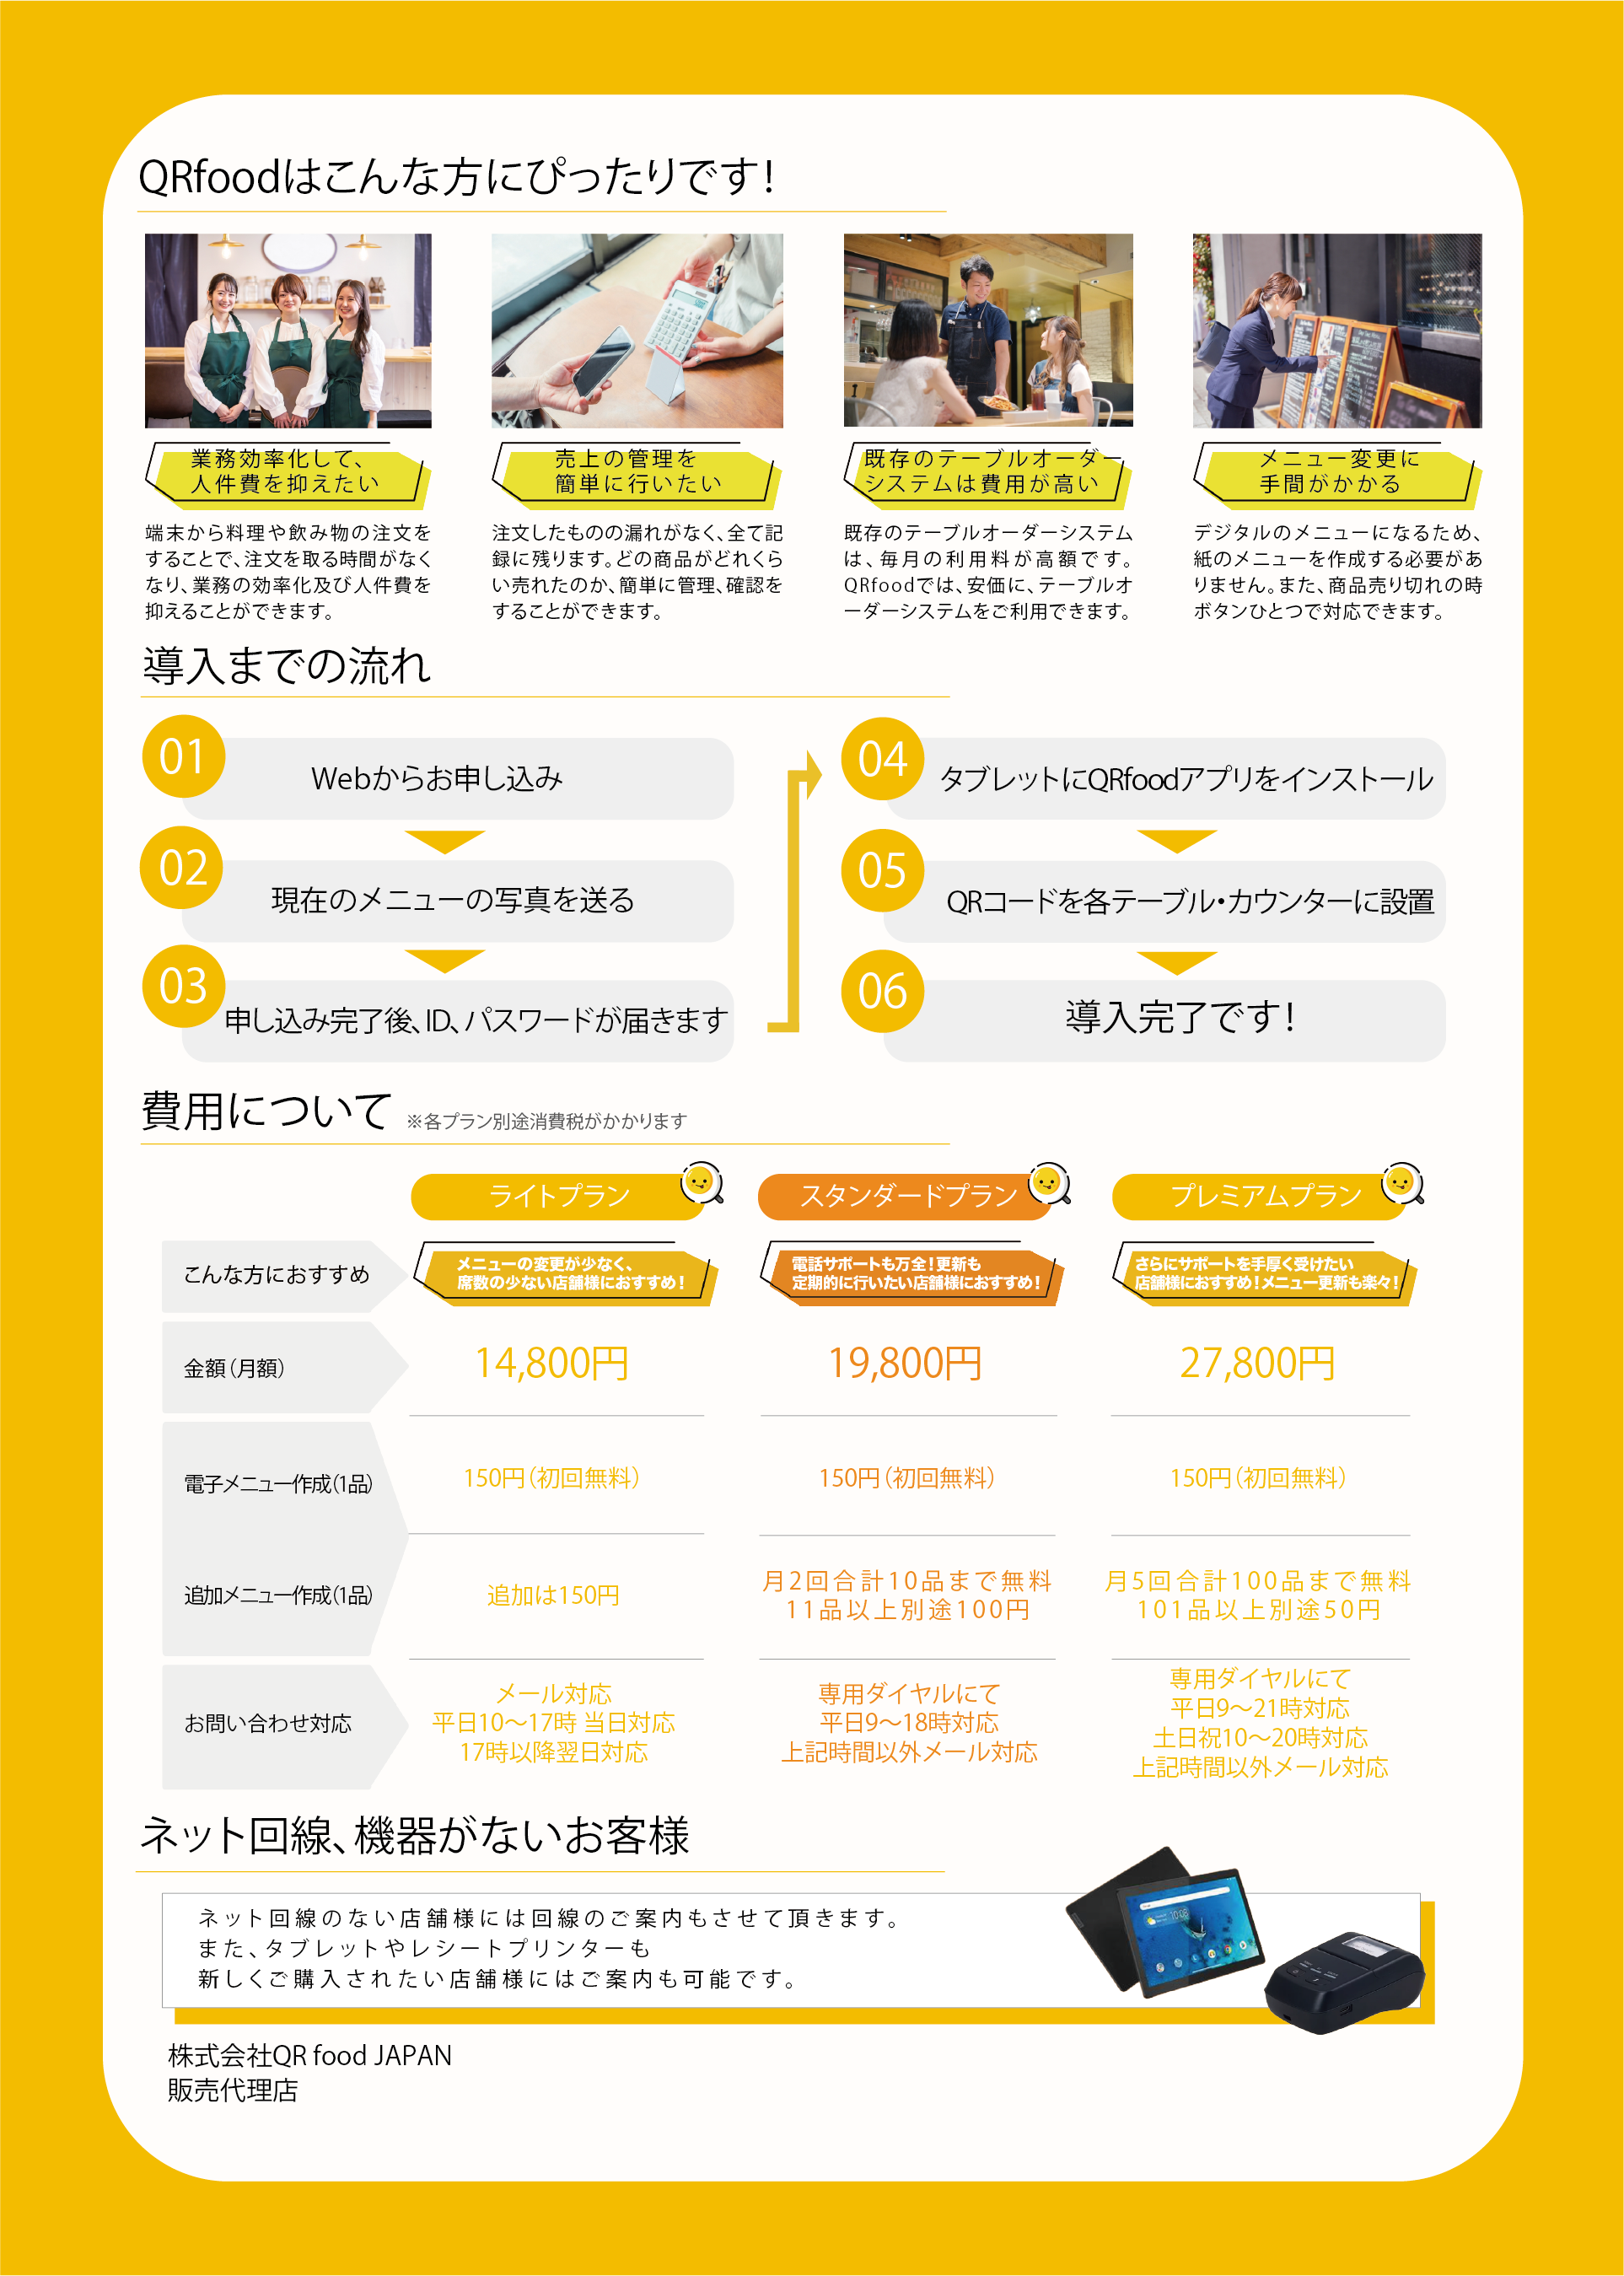 QRfoodはこんな方にぴったりです！
業務効率化して、
人件費を抑えたい
端末から料理や飲み物の注文を
することで、注文を取る時間がなく
なり、業務の効率化及び人件費を
抑えることができます。
売上の管理を
簡単に行いたい
注文したものの漏れがなく、全て記
録に残ります。どの商品がどれくら
い売れたのか、簡単に管理、確認を
することができます。
既存のテーブルオーダー
システムは費用が高い
既存のテーブルオーダーシステム
は、毎月の利用料が高額です。
QRfoodでは、安価に、テーブルオ
ーダーシステムをご利用できます。
メニュー変更に
手間がかかる
デジタルのメニューになるため、
紙のメニューを作成する必要があ
りません。また、商品売り切れの時
ボタンひとつで対応できます。
導入までの流れ
01
Webからお申し込み
02
現在のメニューの写真を送る
03
申し込み完了後、ID、パスワードが届きます
04
タブレットにQRfoodアプリをインストール
05
QRコードを各テーブル・カウンターに設置
06
導入完了です！
費用について ※各プラン別途消費税がかかります
ライトプラン
スタンダードプラン
プレミアムプラン
こんな方におすすめ
メニューの変更が少なく、
席数の少ない店舗様におすすめ！
電話サポートも万全！更新も
定期的に行いたい店舗様におすすめ！
さらにサポートを手厚く受けたい
店舗様におすすめ！メニュー更新も楽々！
金額（月額）
14,800円
19,800円
27,800円
電子メニュー作成(1品)
150円（初回無料）
150円（初回無料）
150円（初回無料）
追加メニュー作成(1品)
追加は150円
月2回合計10品まで無料
11品以上別途100円
月5回合計100品まで無料
101品以上別途50円
お問い合わせ対応
メール対応
平日10〜17時 当日対応
17時以降翌日対応
専用ダイヤルにて
平日9〜18時対応
上記時間以外メール対応
専用ダイヤルにて
平日9〜21時対応
土日祝10〜20時対応
上記時間以外メール対応
ネット回線、機器がないお客様
ネット回線のない店舗様には回線のご案内もさせて頂きます。
また、タブレットやレシートプリンターも
新しくご購入されたい店舗様にはご案内も可能です。
10:08
株式会社QR food JAPAN
販売代理店